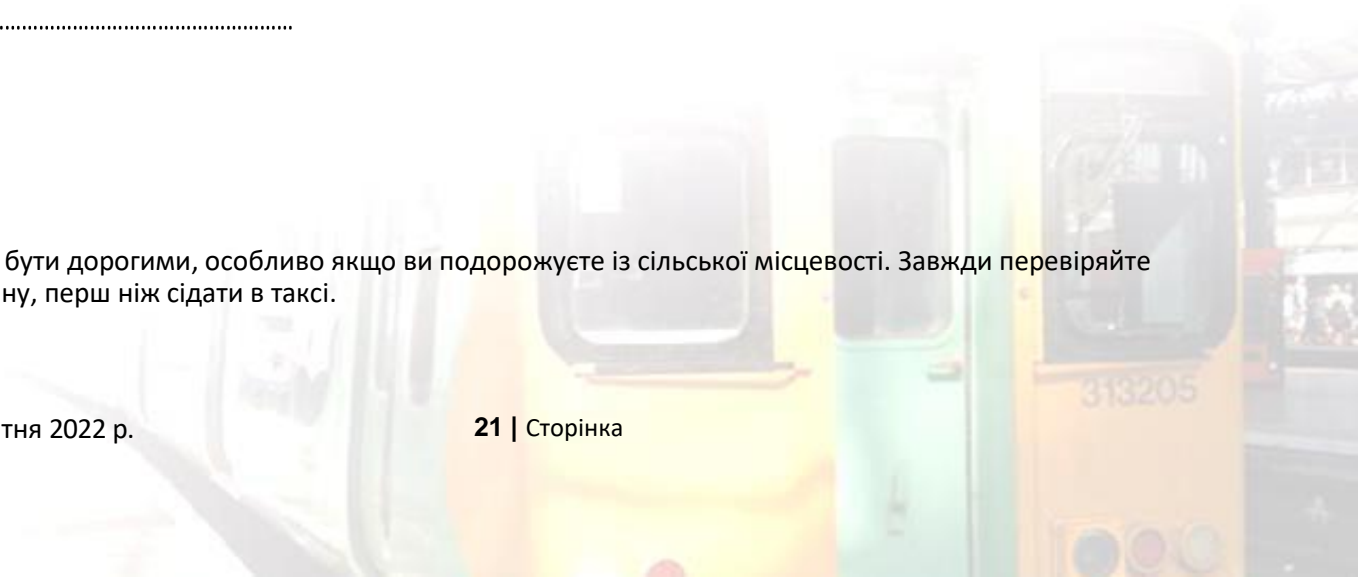 ....................................................
бути дорогими, особливо якщо ви подорожуєте із сільської місцевості. Завжди перевіряйте
ну, перш ніж сідати в таксі.
313205
тня 2022 р. 21 | Сторінка